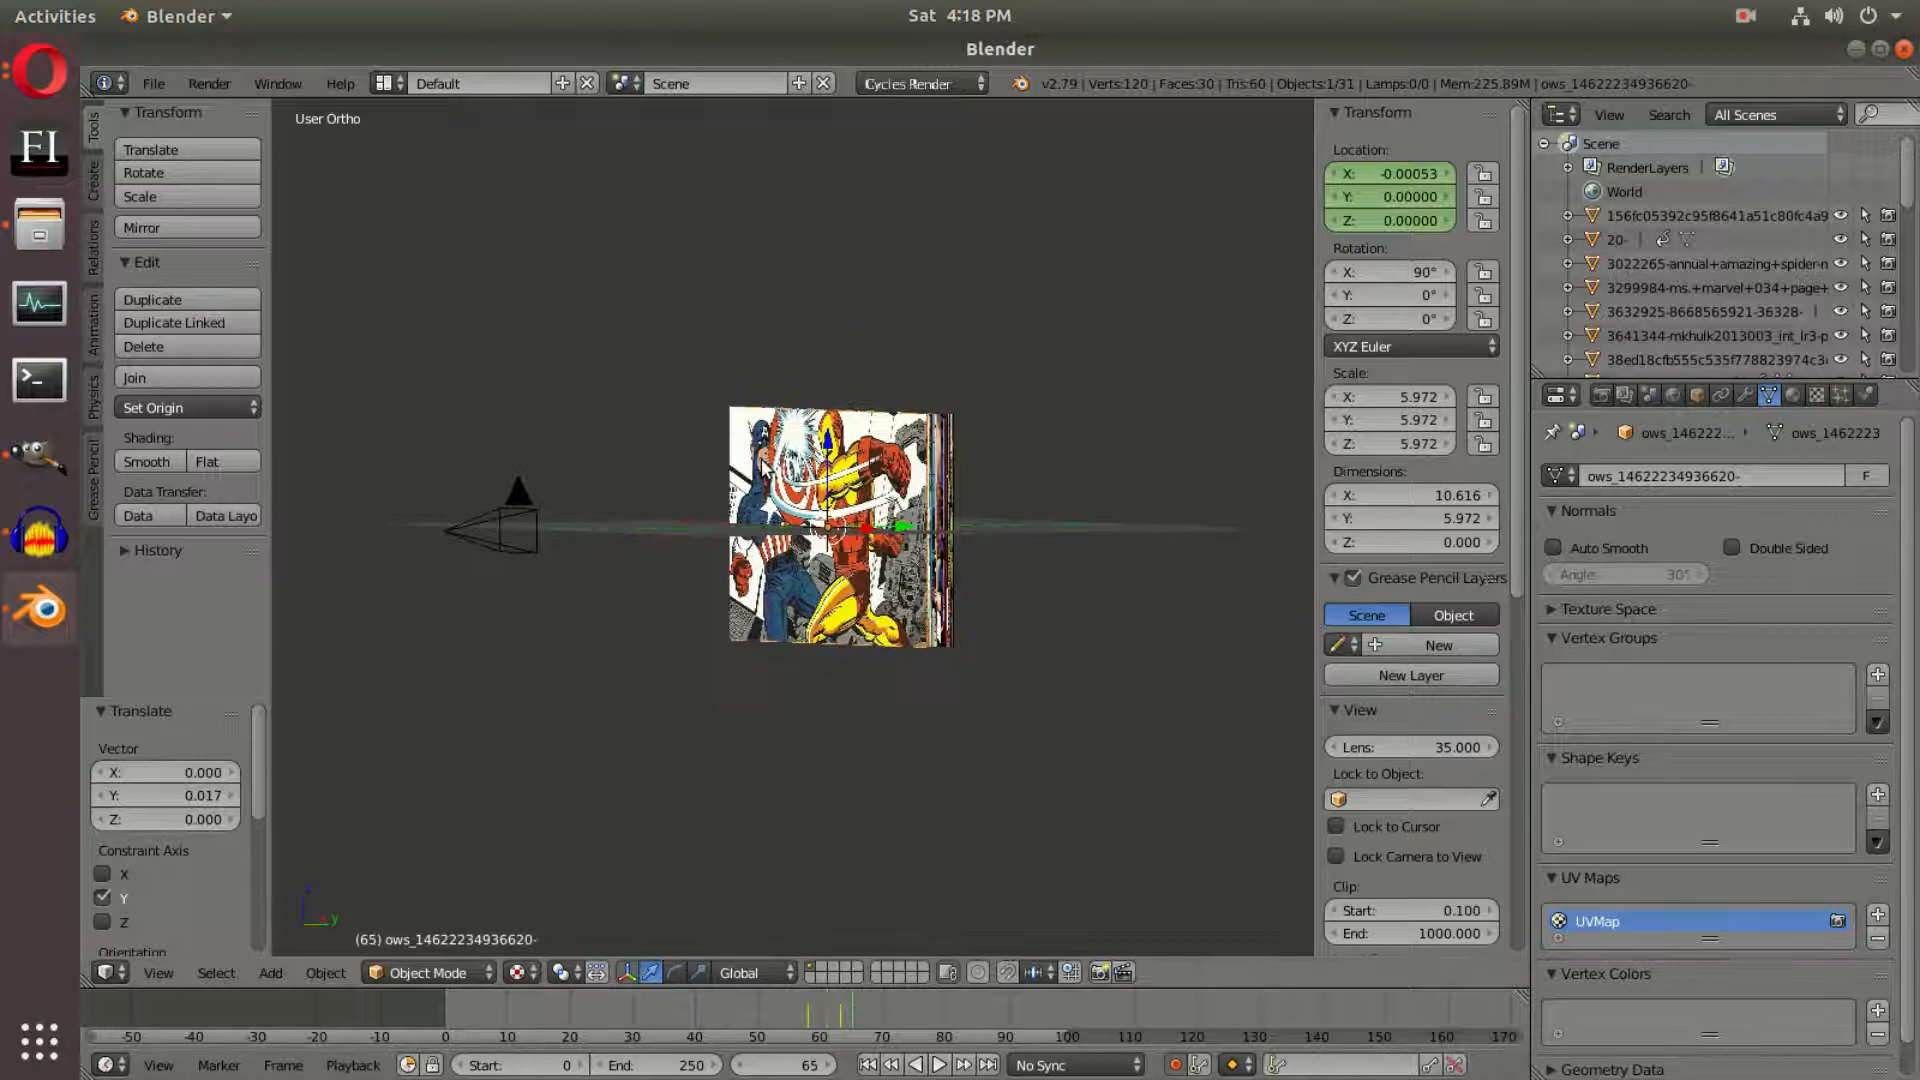 Activities Blender Sat 4:18 PM
Blender
File Render Window Help Default Scene Cycles Render v2.79 | Verts:120 | Faces:30 | Tris:60 | Objects:1/31 | Lamps:0/0 | Mem:225.89M | ows_14622234936620-
Tools
Create
Relations
Animation
Physics
Grease Pencil
Transform
Translate
Rotate
Scale
Mirror
Edit
Duplicate
Duplicate Linked
Delete
Join
Set Origin
Shading:
Smooth Flat
Data Transfer:
Data Data Layo
History
Translate
Vector
X: 0.000
Y: 0.017
Z: 0.000
Constraint Axis
X
Y
Z
Orientation
FI
User Ortho
y
(65) ows_14622234936620-
Transform
Location:
X: -0.00053
Y: 0.00000
Z: 0.00000
Rotation:
X: 90°
Y: 0°
Z: 0°
XYZ Euler
Scale:
X: 5.972
Y: 5.972
Z: 5.972
Dimensions:
X: 10.616
Y: 5.972
Z: 0.000
Grease Pencil Layers
Scene Object
New
New Layer
View
Lens: 35.000
Lock to Object:
Lock to Cursor
Lock Camera to View
Clip:
Start: 0.100
End: 1000.000
View Search All Scenes
Scene
RenderLayers |
World
156fc05392c95f8641a51c80fc4a9
20- |
3022265-annual+amazing+spider-n
3299984-ms.+marvel+034+page+
3632925-8668565921-36328- |
3641344-mkhulk2013003_int_lr3-p
38ed18cfb555c535f778823974c3
ows_146222... ows_1462223
ows_14622234936620- F
Normals
Auto Smooth Double Sided
Angle: 30°
Texture Space
Vertex Groups
Shape Keys
UV Maps
UVMap
Vertex Colors
Geometry Data
View Select Add Object Object Mode Global
-50 -40 -30 -20 -10 0 10 20 30 40 50 60 70 80 90 100 110 120 130 140 150 160 170
View Marker Frame Playback Start: 0 End: 250 65 No Sync